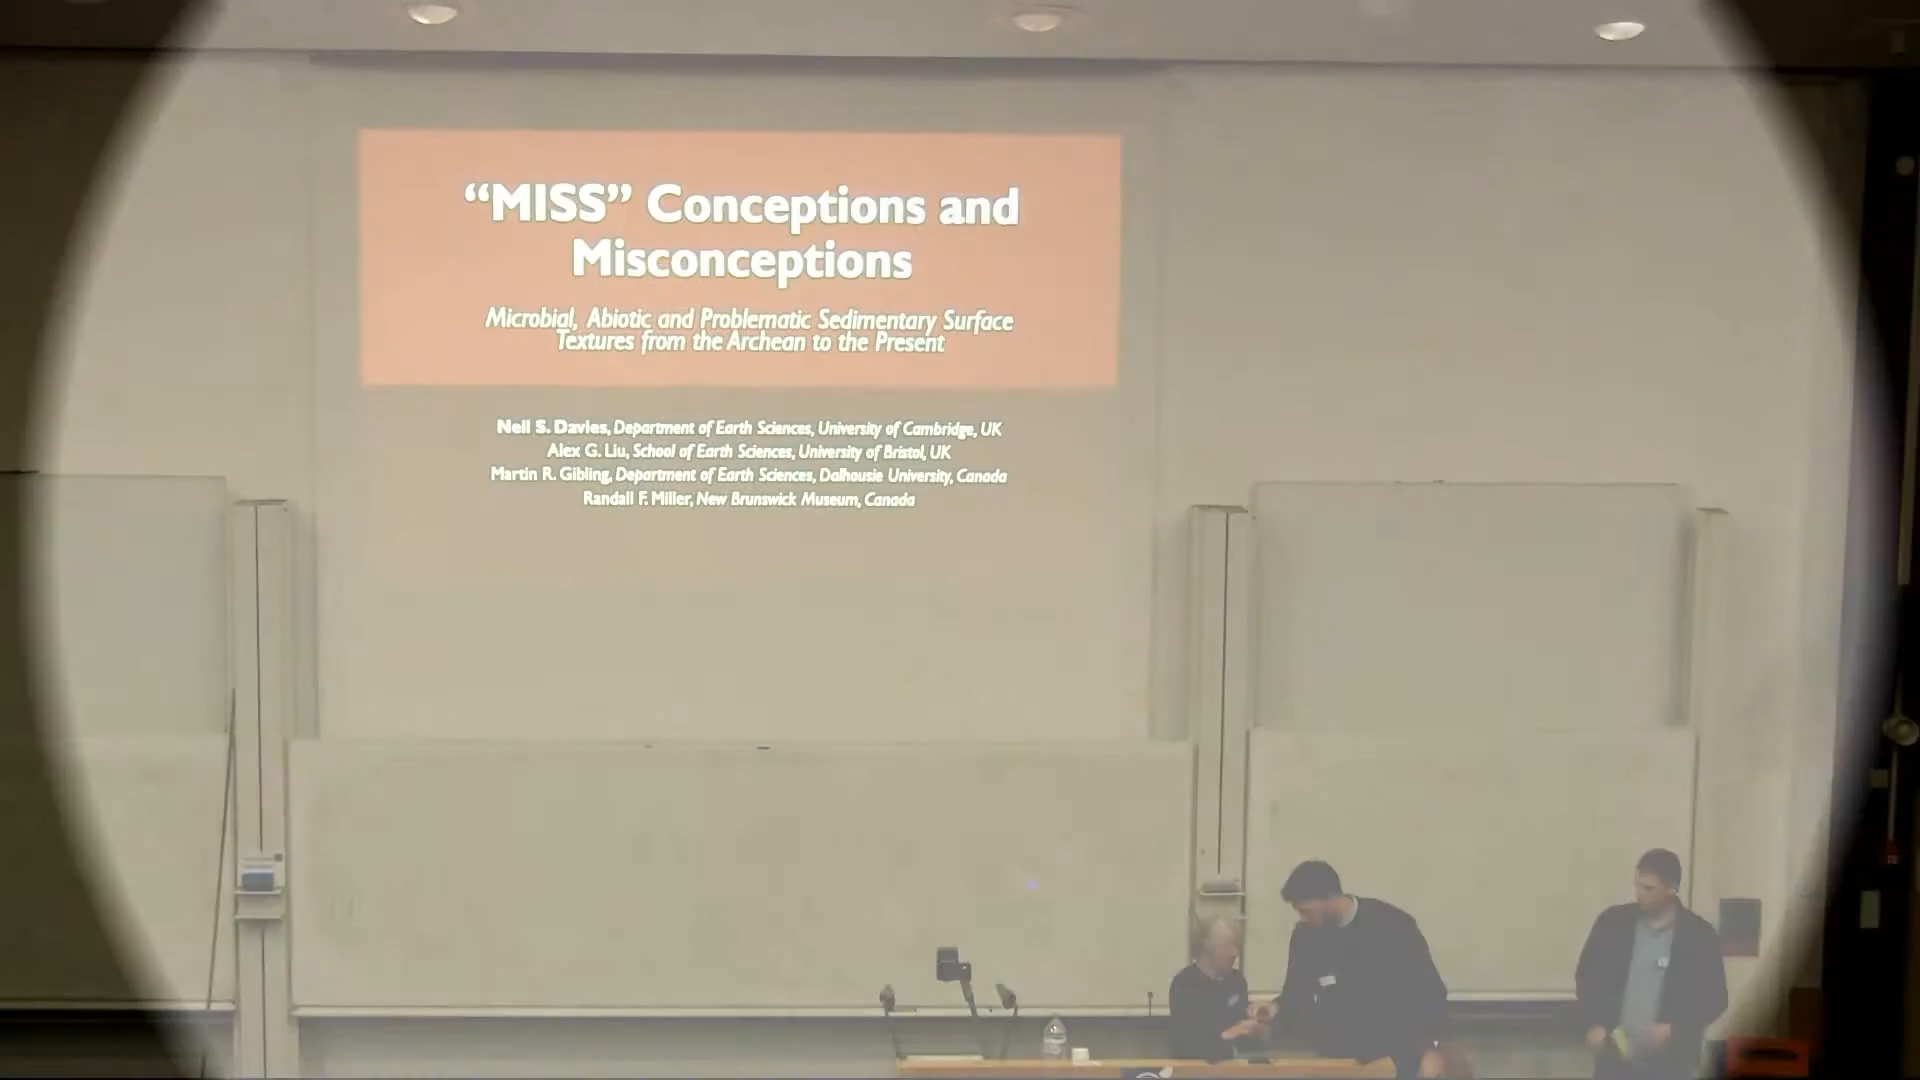 “MISS” Conceptions and
Misconceptions
Microbial, Abiotic and Problematic Sedimentary Surface
Textures from the Archean to the Present
Neil S. Davies, Department of Earth Sciences, University of Cambridge, UK
Alex G. Liu, School of Earth Sciences, University of Bristol, UK
Martin R. Gibling, Department of Earth Sciences, Dalhousie University, Canada
Randall F. Miller, New Brunswick Museum, Canada